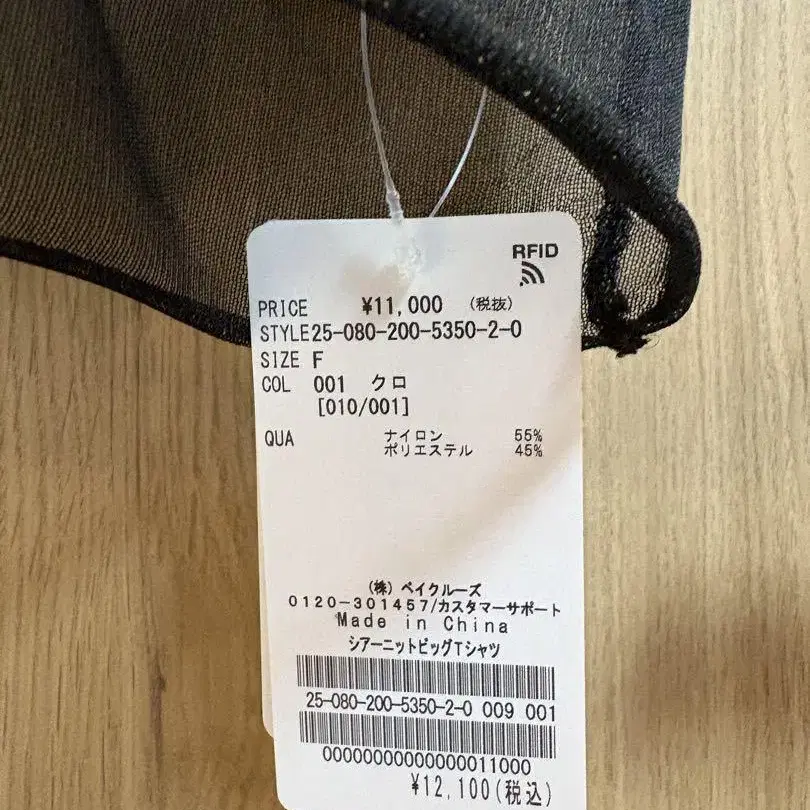 RFID
PRICE ¥11,000 (税抜)
STYLE 25-080-200-5350-2-0
SIZE F
COL 001 クロ
[010/001]
QUA ナイロン 55%
ポリエステル 45%
(株) ベイクルーズ
0120-301457/カスタマーサポート
Made in China
シアーニットビッグTシャツ
25-080-200-5350-2-0 009 001
00000000000000011000
¥12,100(税込)